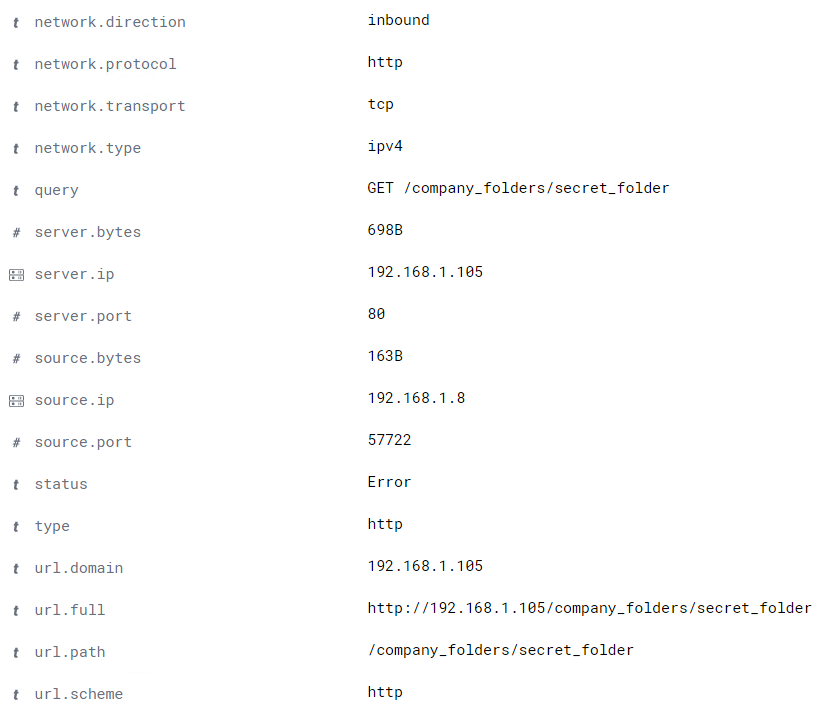 t network.direction inbound
t network.protocol http
t network.transport tcp
t network.type ipv4
t query GET /company_folders/secret_folder
# server.bytes 698B
server.ip 192.168.1.105
# server.port 80
# source.bytes 163B
source.ip 192.168.1.8
# source.port 57722
t status Error
t type http
t url.domain 192.168.1.105
t url.full http://192.168.1.105/company_folders/secret_folder
t url.path /company_folders/secret_folder
t url.scheme http